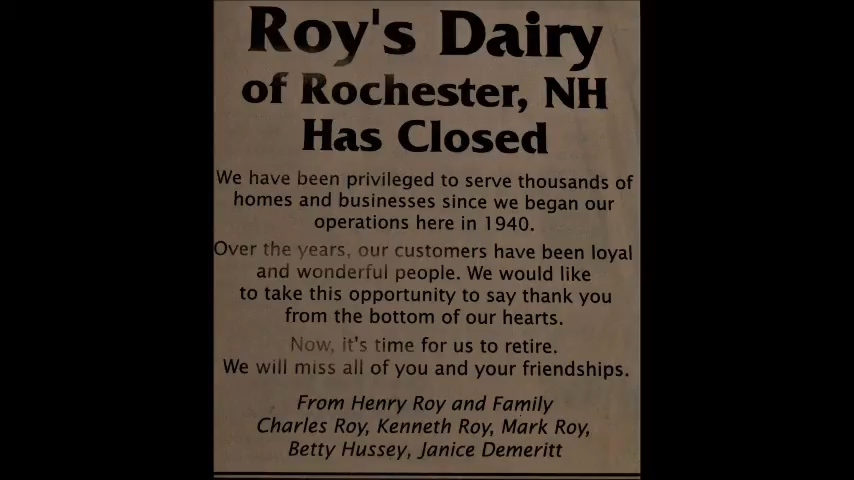 Roy's Dairy
of Rochester, NH
Has Closed
We have been privileged to serve thousands of
homes and businesses since we began our
operations here in 1940.
Over the years, our customers have been loyal
and wonderful people. We would like
to take this opportunity to say thank you
from the bottom of our hearts.
Now, it's time for us to retire.
We will miss all of you and your friendships.
From Henry Roy and Family
Charles Roy, Kenneth Roy, Mark Roy,
Betty Hussey, Janice Demeritt